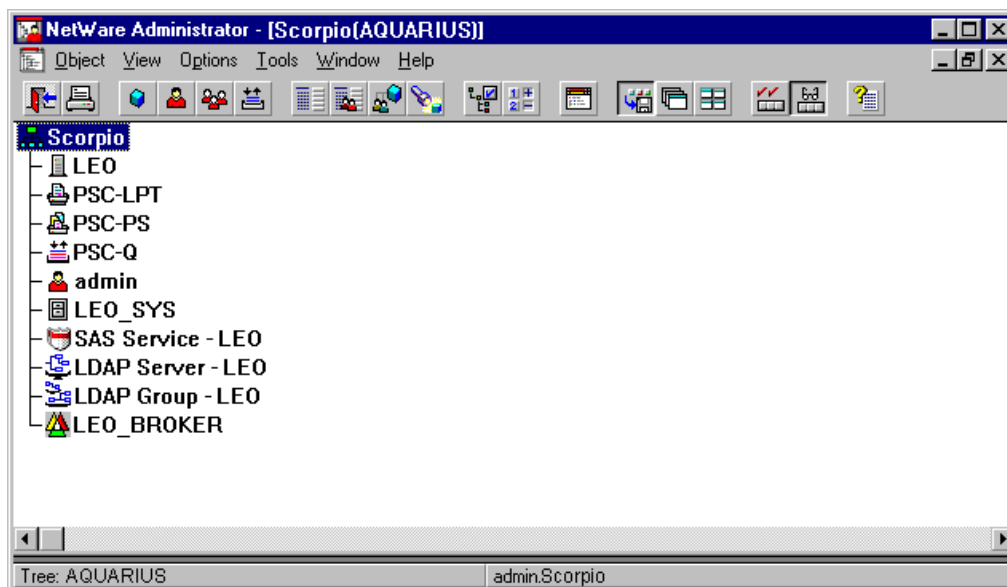 NetWare Administrator - [Scorpio(AQUARIUS)]
Object View Options Tools Window Help
Scorpio
LEO
PSC-LPT
PSC-PS
PSC-Q
admin
LEO_SYS
SAS Service - LEO
LDAP Server - LEO
LDAP Group - LEO
LEO_BROKER
Tree: AQUARIUS admin.Scorpio